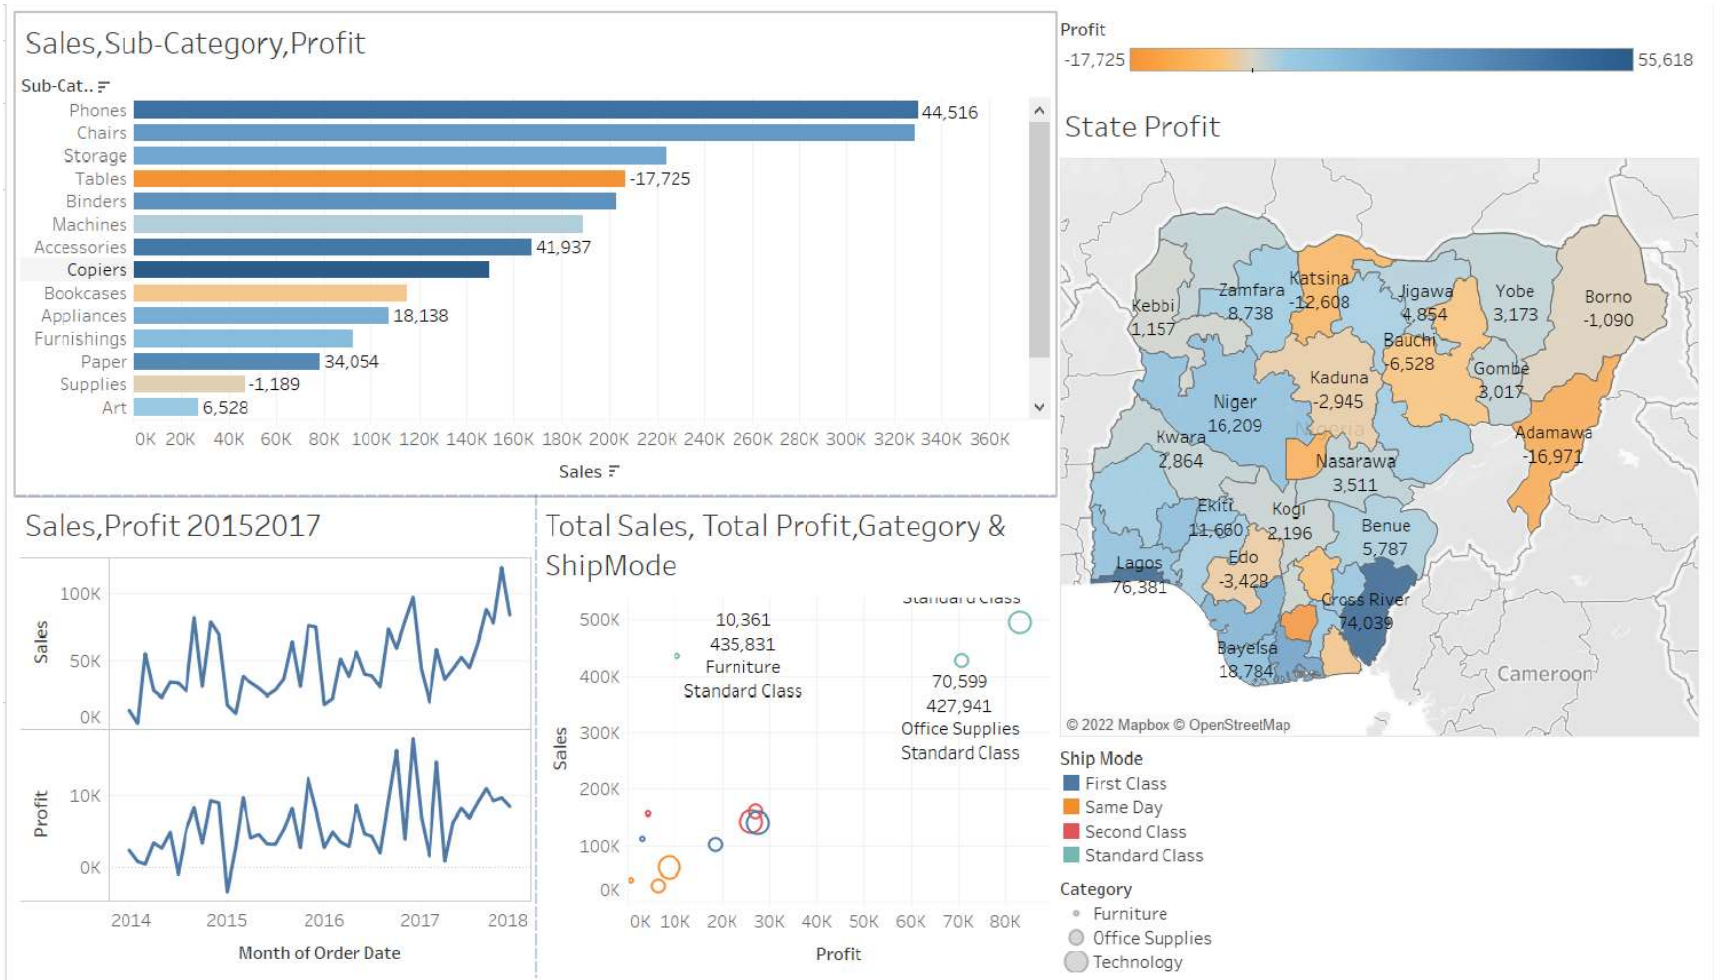 Sales,Sub-Category,Profit
Sub-Cat..
Phones 44,516
Chairs
Storage
Tables -17,725
Binders
Machines
Accessories 41,937
Copiers
Bookcases
Appliances 18,138
Furnishings
Paper 34,054
Supplies -1,189
Art 6,528
0K 20K 40K 60K 80K 100K 120K 140K 160K 180K 200K 220K 240K 260K 280K 300K 320K 340K 360K
Sales
Profit
-17,725 55,618
State Profit
Katsina
-12,608
Zamfara
8,738
Jigawa
4,854
Yobe
3,173
Borno
-1,090
Kebbi
1,157
Bauchi
-6,528
Gombe
3,017
Kaduna
-2,945
Niger
16,209
Nigeria
Adamawa
-16,971
Kwara
2,864
Nasarawa
3,511
Ekiti
11,660
Kogi
2,196
Benue
5,787
Lagos
76,381
Edo
-3,428
Cross River
74,039
Bayelsa
18,784
Cameroon
© 2022 Mapbox © OpenStreetMap
Sales,Profit 20152017
Sales
100K
50K
0K
Profit
10K
0K
2014 2015 2016 2017 2018
Month of Order Date
Total Sales, Total Profit,Gategory &
ShipMode
Sales
500K
400K
300K
200K
100K
0K
Standard Class
10,361
435,831
Furniture
Standard Class
70,599
427,941
Office Supplies
Standard Class
0K 10K 20K 30K 40K 50K 60K 70K 80K
Profit
Ship Mode
First Class
Same Day
Second Class
Standard Class
Category
Furniture
Office Supplies
Technology